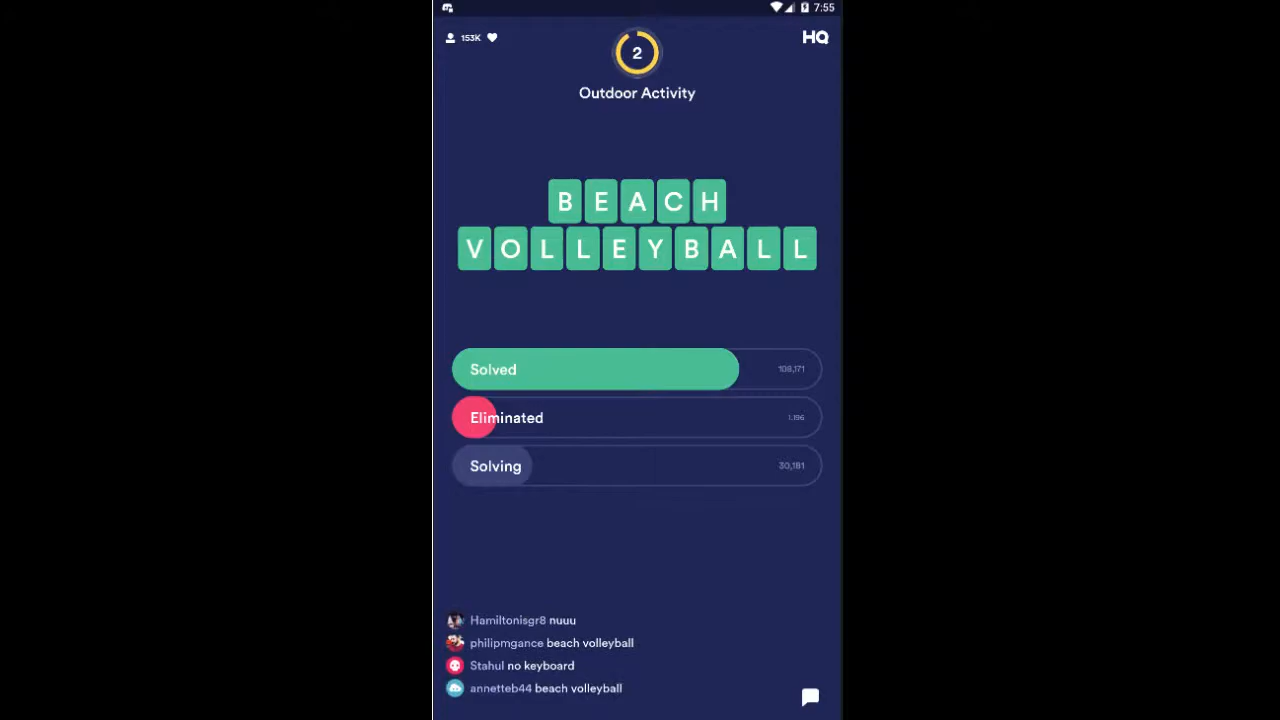 7:55
153K
HQ
2
Outdoor Activity
BEACH
VOLLEYBALL
Solved 108,171
Eliminated 1,196
Solving 30,181
Hamiltonisgr8 nuuu
philipmgance beach volleyball
Stahul no keyboard
annetteb44 beach volleyball